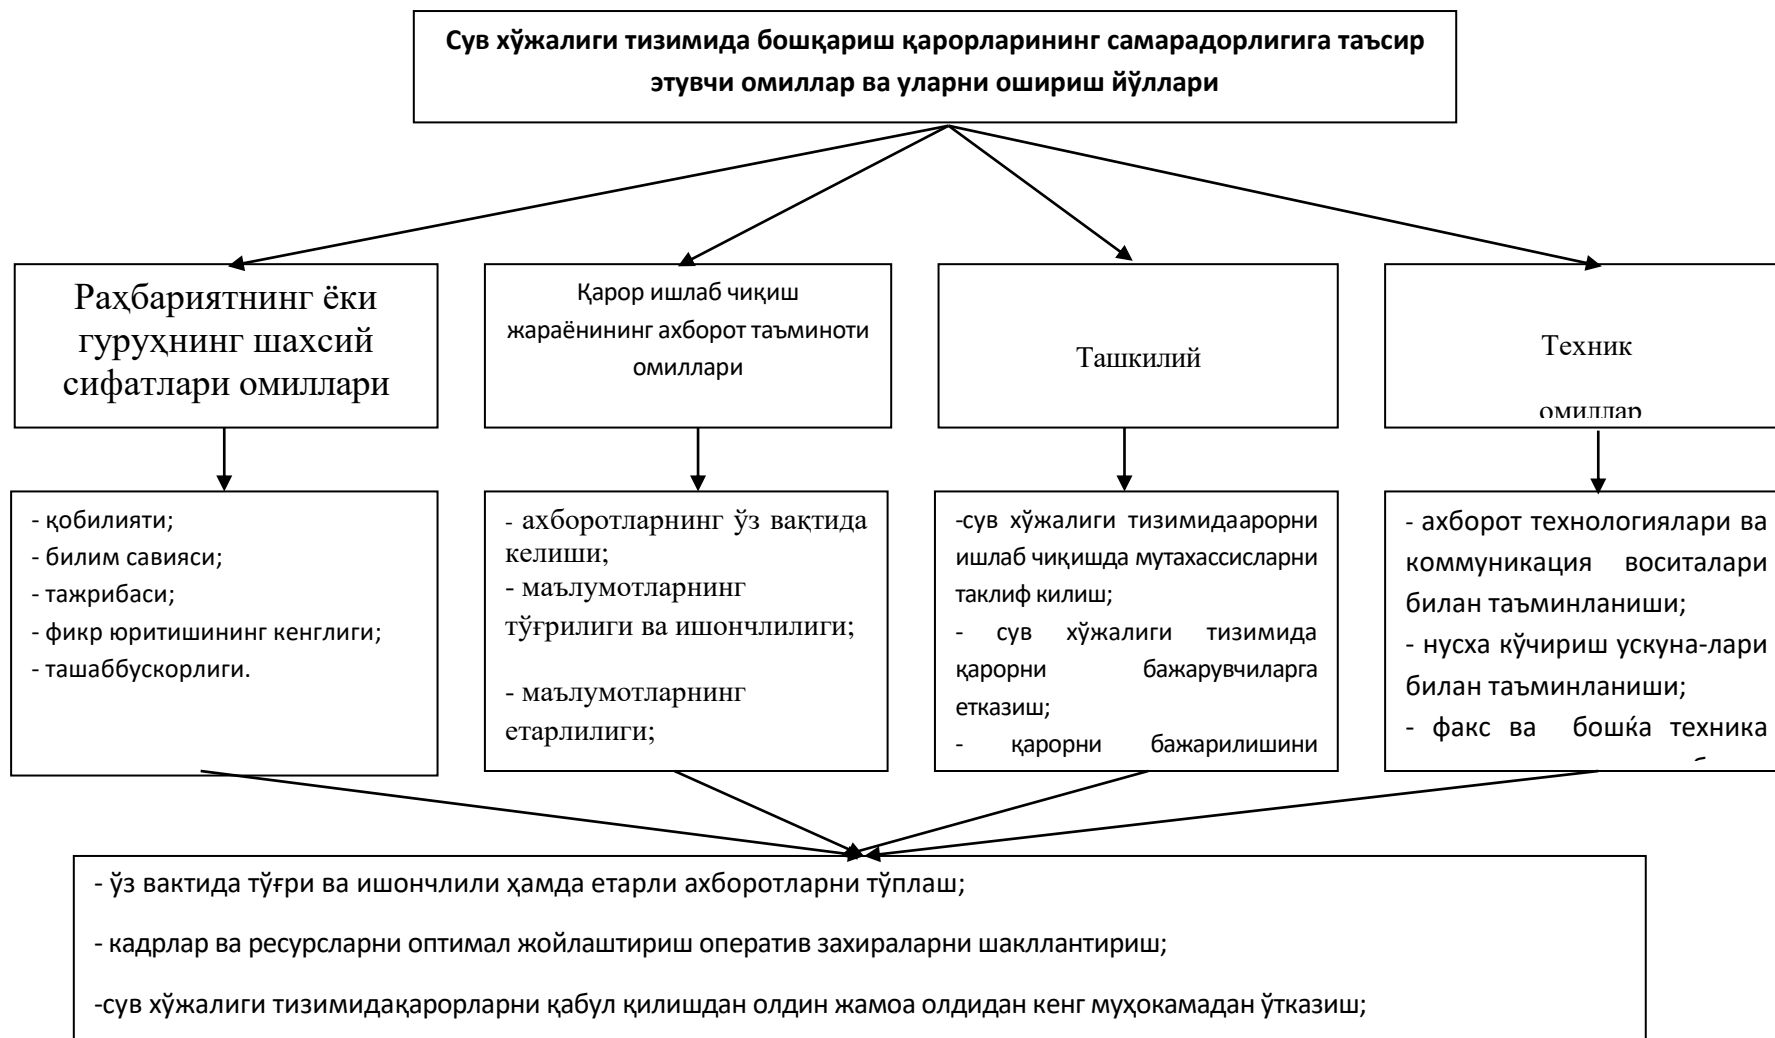 Сув хўжалиги тизимида бошқариш қарорларининг самарадорлигига таъсир
этувчи омиллар ва уларни ошириш йўллари
Раҳбариятнинг ёки
гуруҳнинг шахсий
сифатлари омиллари
Қарор ишлаб чиқиш
жараёнининг ахборот таъминоти
омиллари
Ташкилий
Техник
омиллар
- қобилияти;
- билим савияси;
- тажрибаси;
- фикр юритишининг кенглиги;
- ташаббускорлиги.
- ахборотларнинг ўз вақтида
келиши;
- маълумотларнинг
тўғрилиги ва ишончлилиги;
- маълумотларнинг
етарлилиги;
-сув хўжалиги тизимидаарорни
ишлаб чиқишда мутахассисларни
таклиф килиш;
- сув хўжалиги тизимида
қарорни бажарувчиларга
етказиш;
- қарорни бажарилишини
- ахборот технологиялари ва
коммуникация воситалари
билан таъминланиши;
- нусха кўчириш ускуна-лари
билан таъминланиши;
- факс ва бошќа техника
- ўз вактида тўғри ва ишончлили ҳамда етарли ахборотларни тўплаш;
- кадрлар ва ресурсларни оптимал жойлаштириш оператив захираларни шакллантириш;
-сув хўжалиги тизимидақарорларни қабул қилишдан олдин жамоа олдидан кенг муҳокамадан ўтказиш;